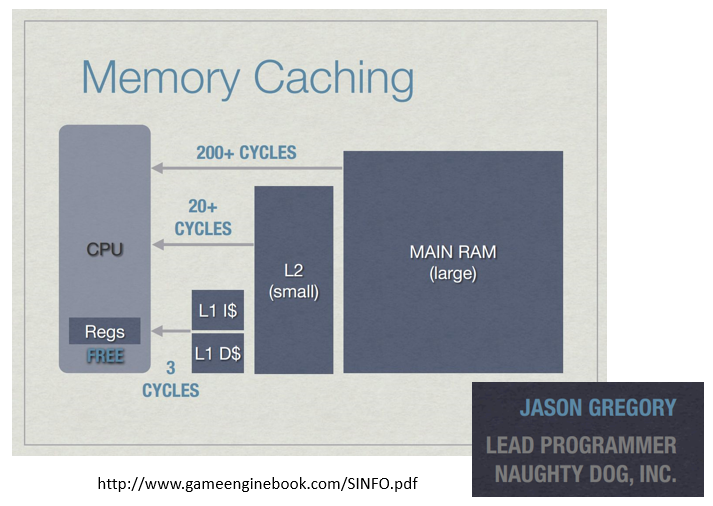 Memory Caching
200+ CYCLES
20+
CYCLES
CPU
MAIN RAM
(large)
L2
(small)
L1 I$
Regs
L1 D$
FREE
3
CYCLES
JASON GREGORY
LEAD PROGRAMMER
NAUGHTY DOG, INC.
http://www.gameenginebook.com/SINFO.pdf